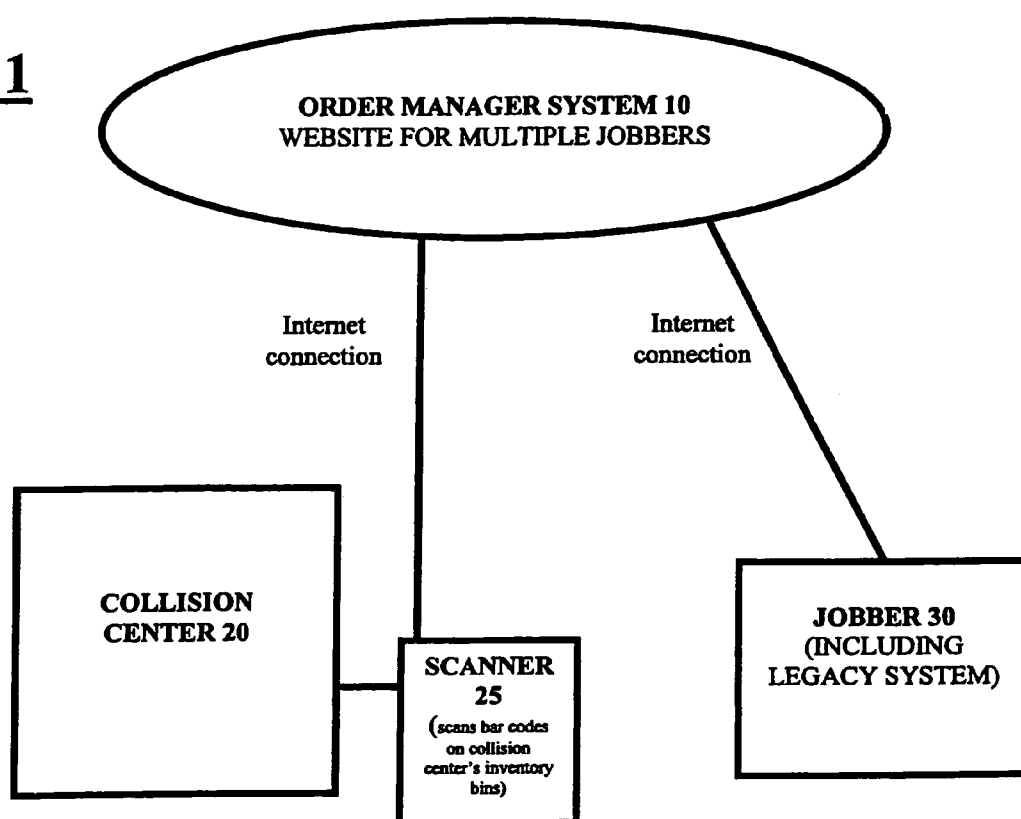 1
ORDER MANAGER SYSTEM 10
WEBSITE FOR MULTIPLE JOBBERS
Internet
connection
Internet
connection
COLLISION
CENTER 20
SCANNER
25
(scans bar codes
on collision
center's inventory
bins)
JOBBER 30
(INCLUDING
LEGACY SYSTEM)